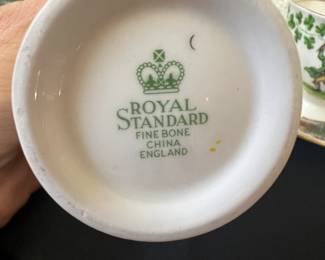 ROYAL
STANDARD
FINE BONE
CHINA
ENGLAND